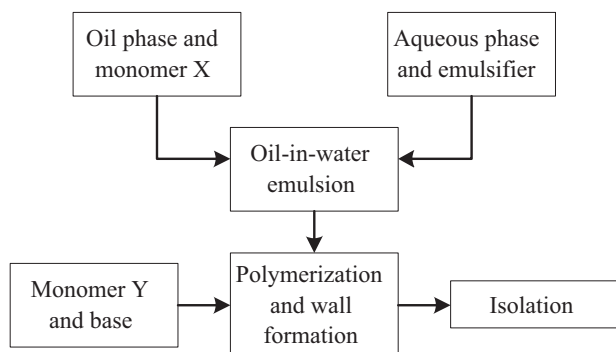 Oil phase and
monomer X
Aqueous phase
and emulsifier
Oil-in-water
emulsion
Monomer Y
and base
Polymerization
and wall
formation
Isolation